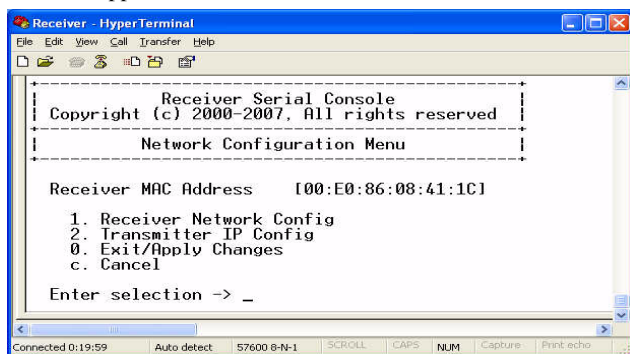 Receiver - HyperTerminal
File Edit View Call Transfer Help
Receiver Serial Console
Copyright (c) 2000-2007, All rights reserved
Network Configuration Menu
Receiver MAC Address [00:E0:86:08:41:1C]
1. Receiver Network Config
2. Transmitter IP Config
0. Exit/Apply Changes
c. Cancel
Enter selection -> _
Connected 0:19:59 Auto detect 57600 8-N-1 SCROLL CAPS NUM Capture Print echo